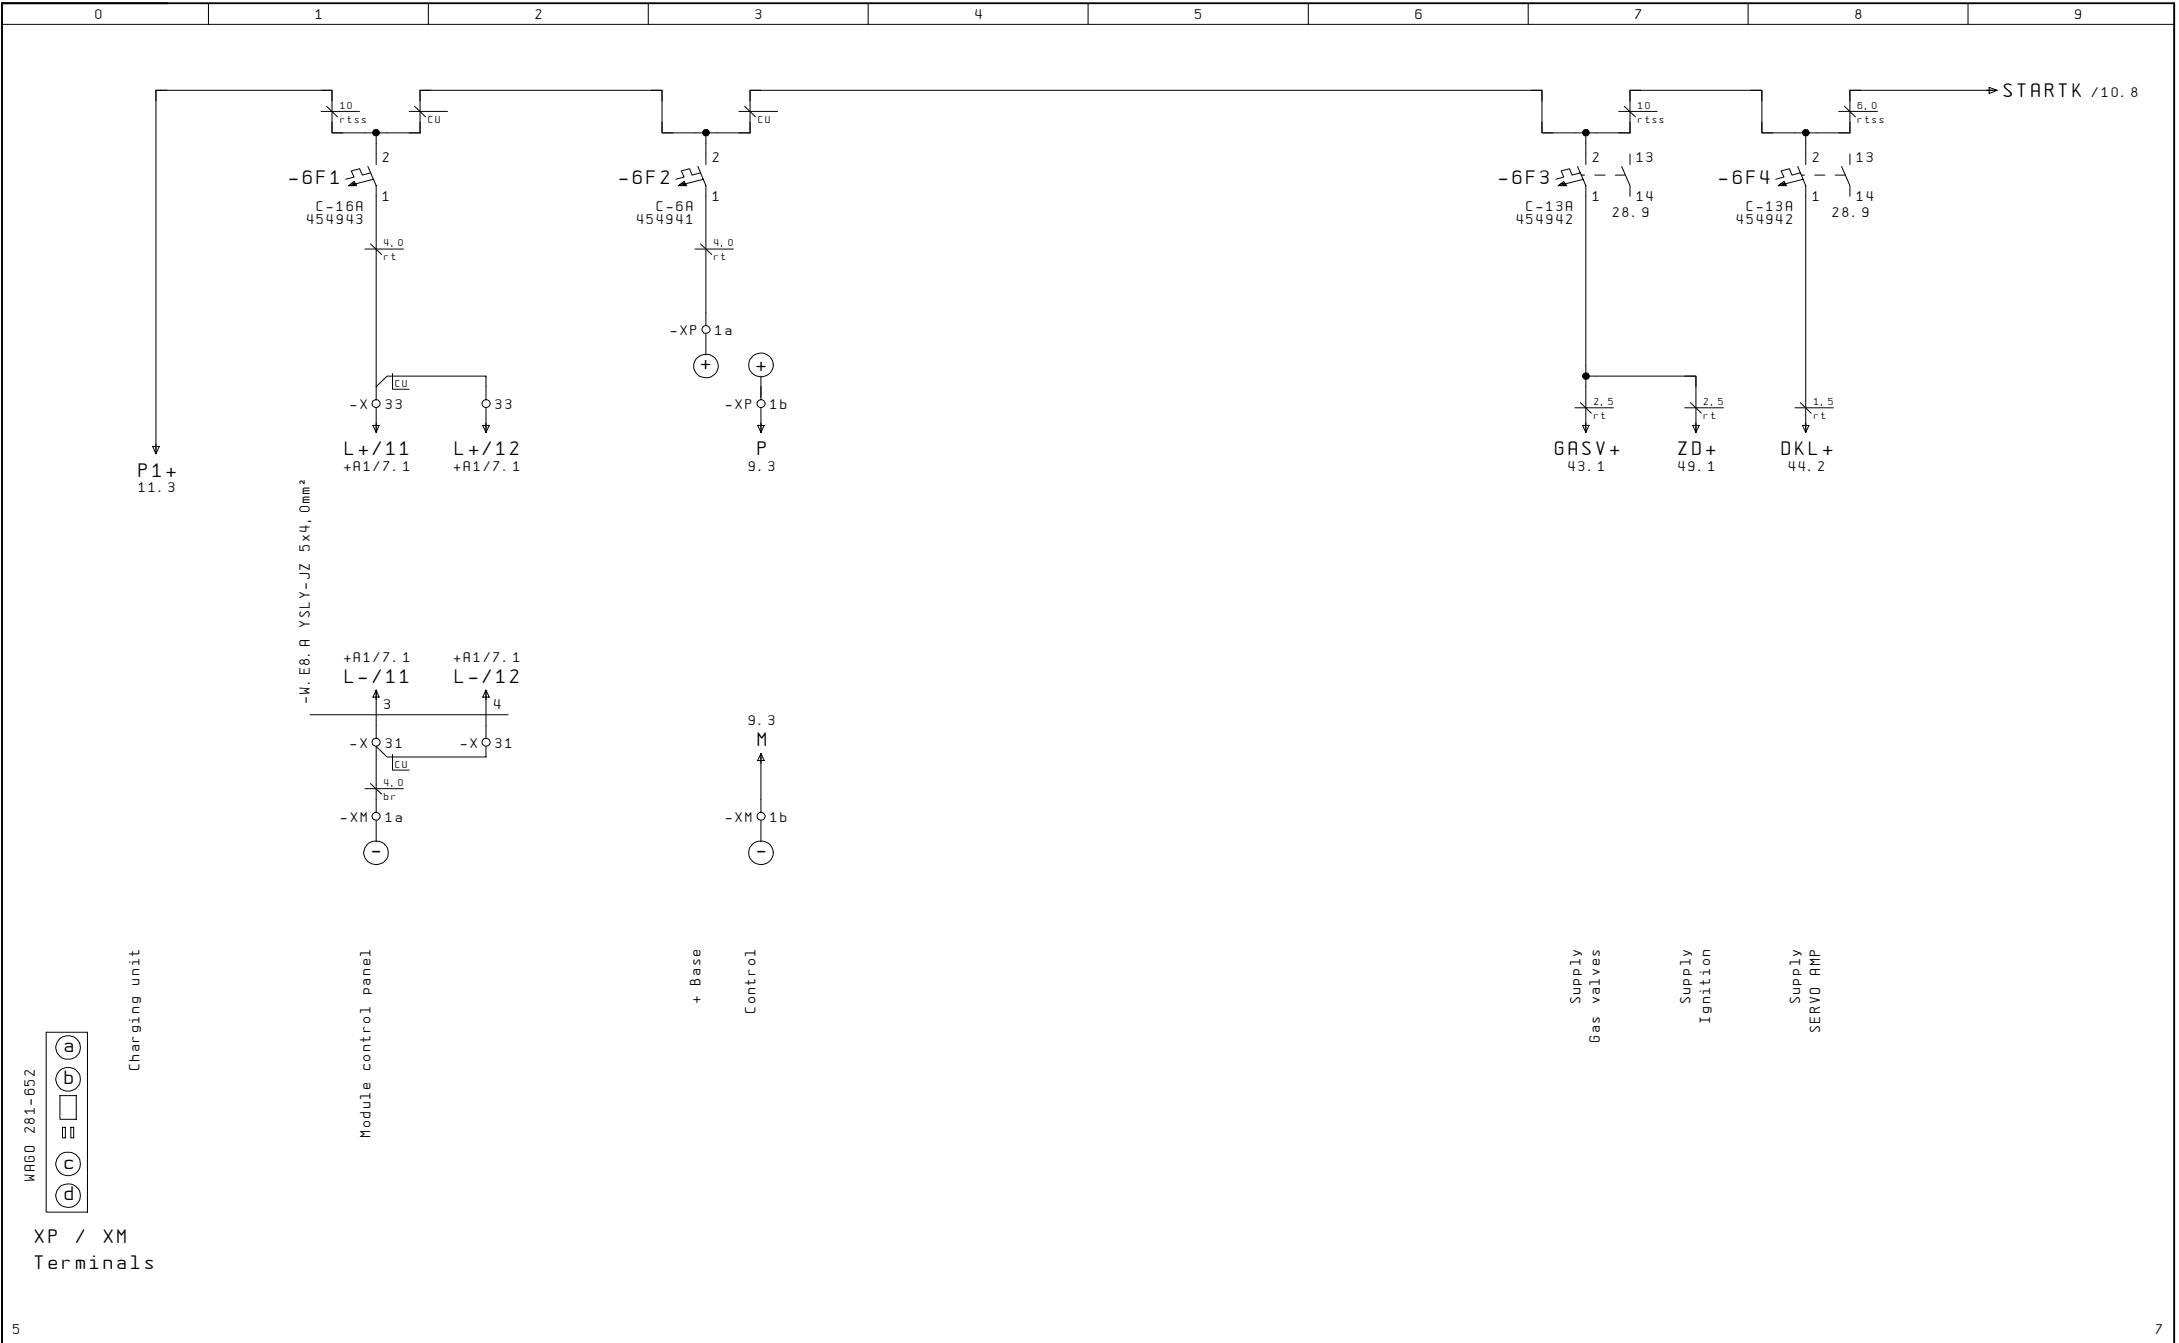 0 1 2 3 4 5 6 7 8 9
STARTK /10.8
10
rtss
CU
CU
10
rtss
6,0
rtss
2
-6F1
1
C-16A
454943
4,0
rt
2
-6F2
1
C-6A
454941
4,0
rt
2
13
-6F3
1
14
C-13A
454942
28.9
2
13
-6F4
1
14
C-13A
454942
28.9
-XP 1a
+
+
CU
-X 33
33
-XP 1b
2,5
rt
2,5
rt
1,5
rt
P1+
11.3
L+/11
+A1/7.1
L+/12
+A1/7.1
P
9.3
GASV+
43.1
ZD+
49.1
DKL+
44.2
-W.E8.A YSLY-JZ 5x4,0mm²
+A1/7.1
L-/11
+A1/7.1
L-/12
3
4
-X 31
-X 31
CU
4,0
br
-XM 1a
-
9.3
M
-XM 1b
-
Charging unit
Module control panel
+ Base
Control
Supply
Gas valves
Supply
Ignition
Supply
SERVO AMP
WAGO 281-652
a
b
c
d
XP / XM
Terminals
5
7